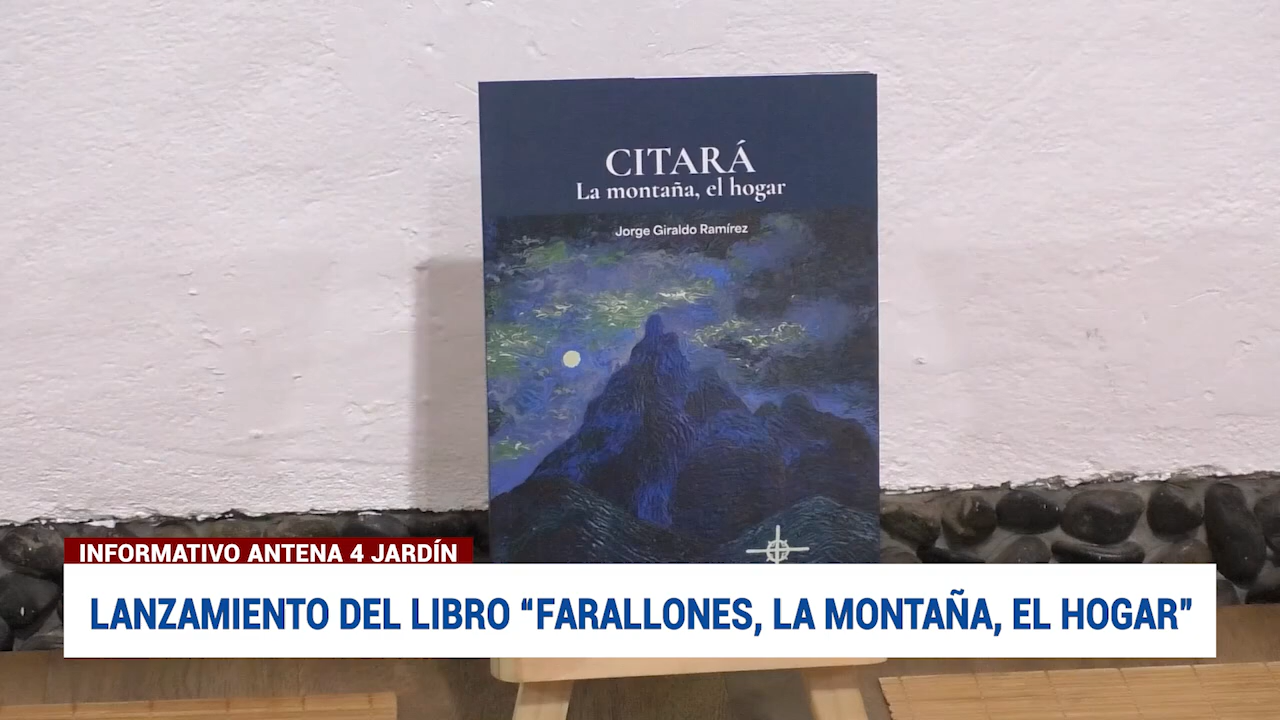 CITARÁ
La montaña, el hogar
Jorge Giraldo Ramírez
INFORMATIVO ANTENA 4 JARDÍN
LANZAMIENTO DEL LIBRO “FARALLONES, LA MONTAÑA, EL HOGAR”